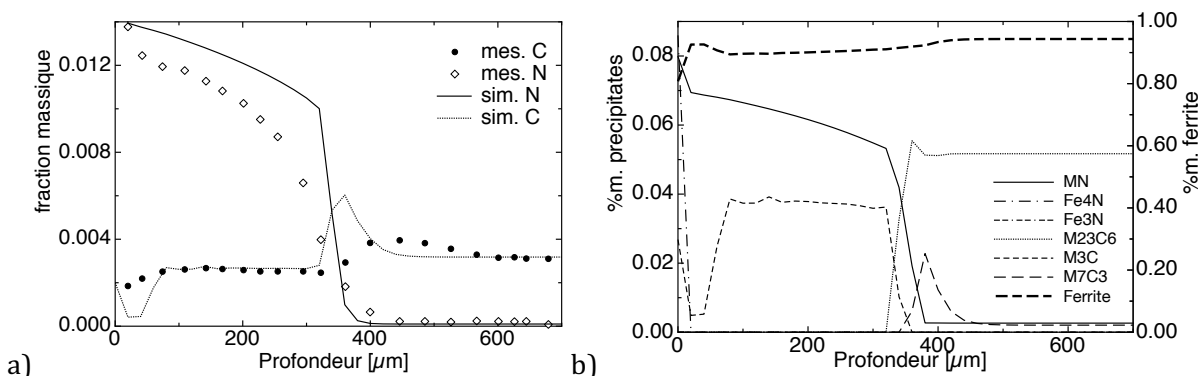 fraction massique
0.012
0.008
0.004
0.000
mes. C
mes. N
sim. N
sim. C
0
200
400
600
Profondeur [µm]
a)
%m. precipitates
0.08
0.06
0.04
0.02
0.00
MN
Fe4N
Fe3N
M23C6
M3C
M7C3
Ferrite
1.00
0.80
0.60
0.40
0.20
0.00
%m. ferrite
0
200
400
600
Profondeur [µm]
b)